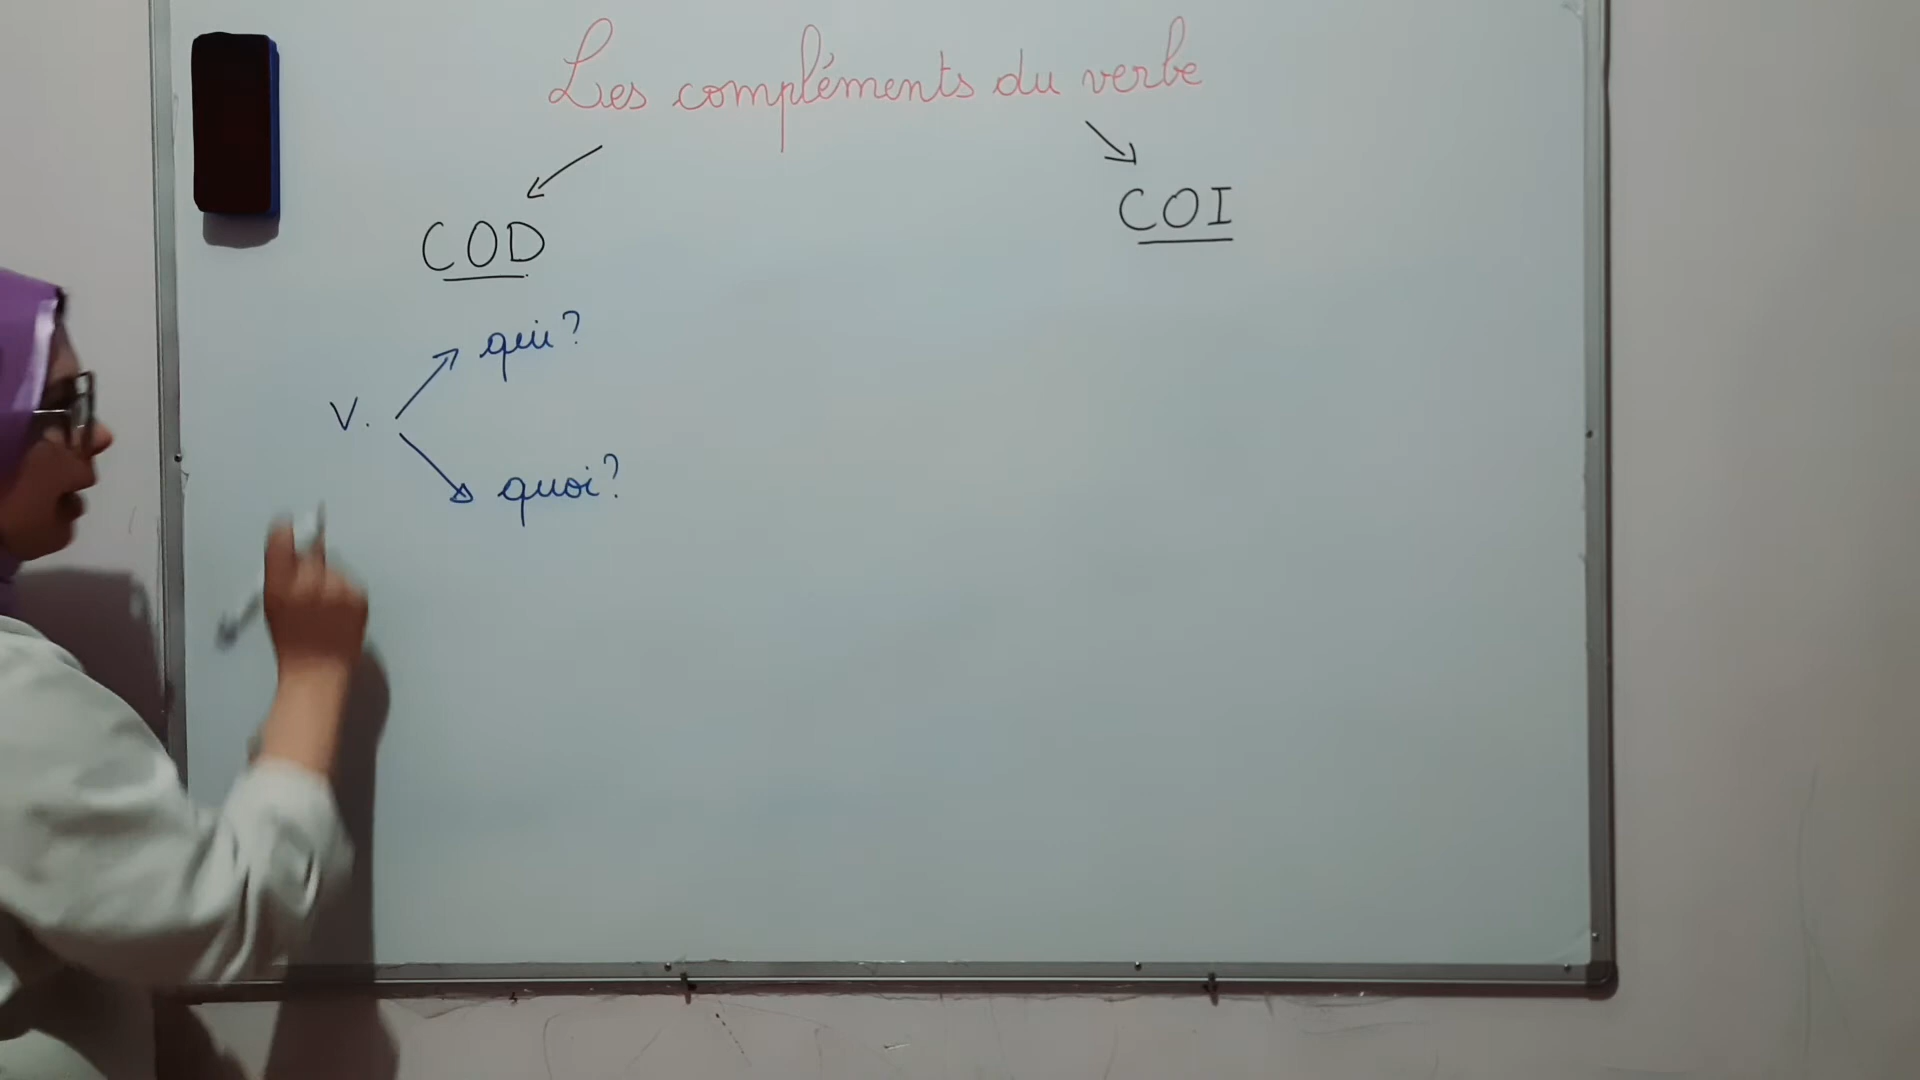 Les compléments du verbe
COD
COI
qui?
V.
quoi?